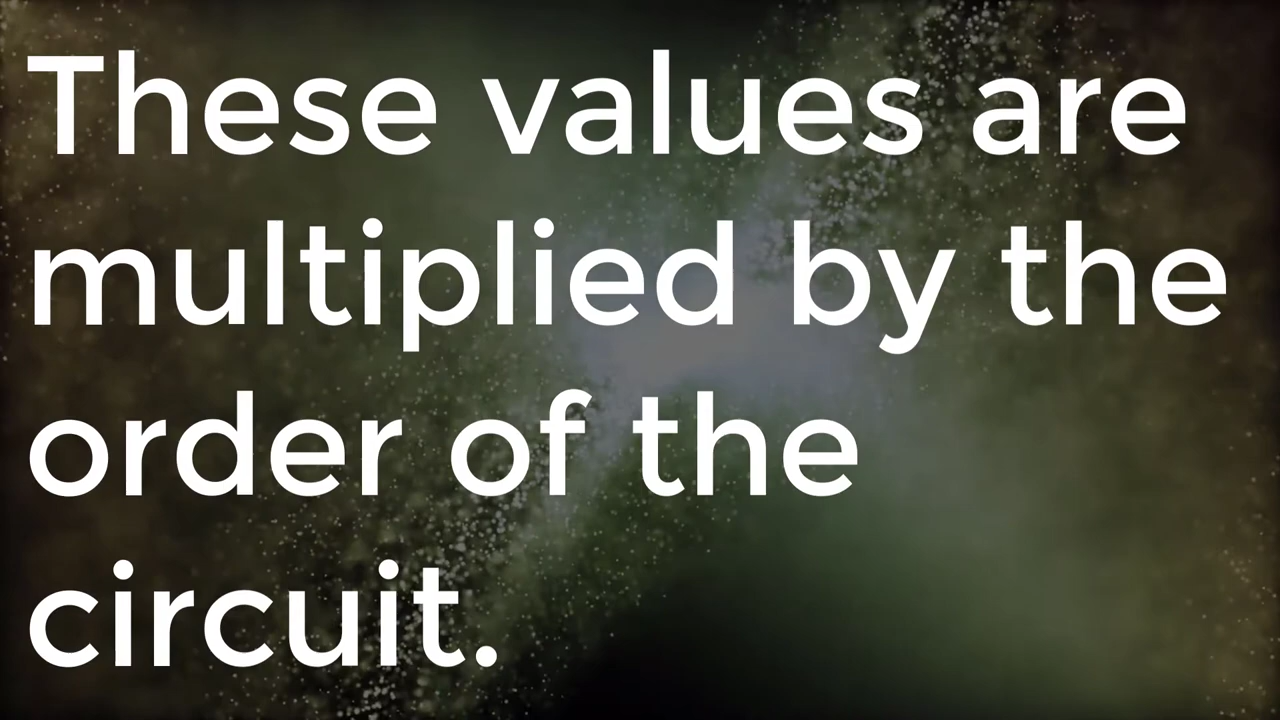 These values are
multiplied by the
order of the
circuit.